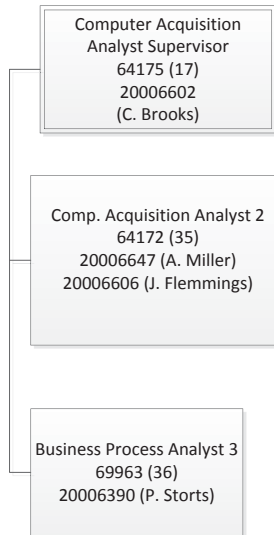 Computer Acquisition
Analyst Supervisor
64175 (17)
20006602
(C. Brooks)
Comp. Acquisition Analyst 2
64172 (35)
20006647 (A. Miller)
20006606 (J. Flemmings)
Business Process Analyst 3
69963 (36)
20006390 (P. Storts)